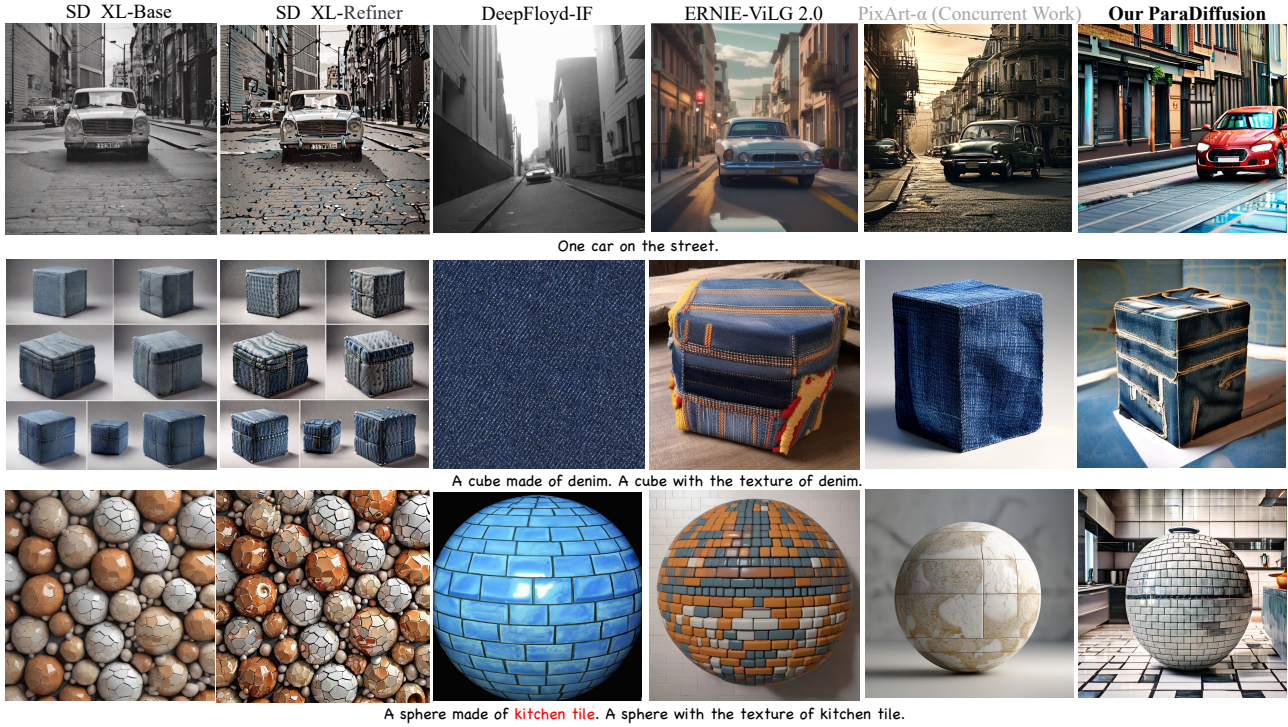 SD XL-Base SD XL-Refiner DeepFloyd-IF ERNIE-ViLG 2.0 PixArt-α (Concurrent Work) Our ParaDiffusion
One car on the street.
A cube made of denim. A cube with the texture of denim.
A sphere made of kitchen tile. A sphere with the texture of kitchen tile.